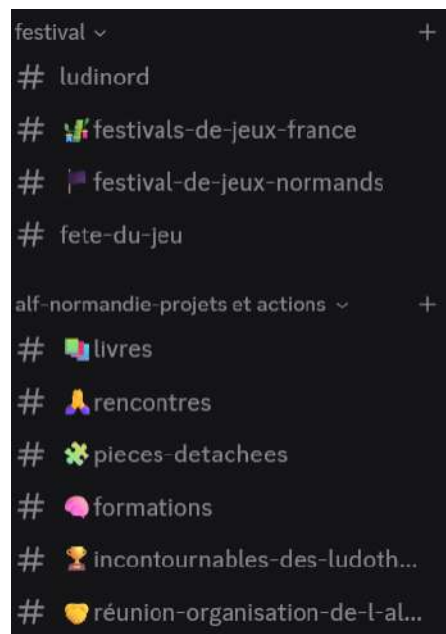 festival
# ludinord
# festivals-de-jeux-france
# festival-de-jeux-normands
# fete-du-jeu
alf-normandie-projets et actions
# livres
# rencontres
# pieces-detachees
# formations
# incontournables-des-ludoth...
# réunion-organisation-de-l-al...